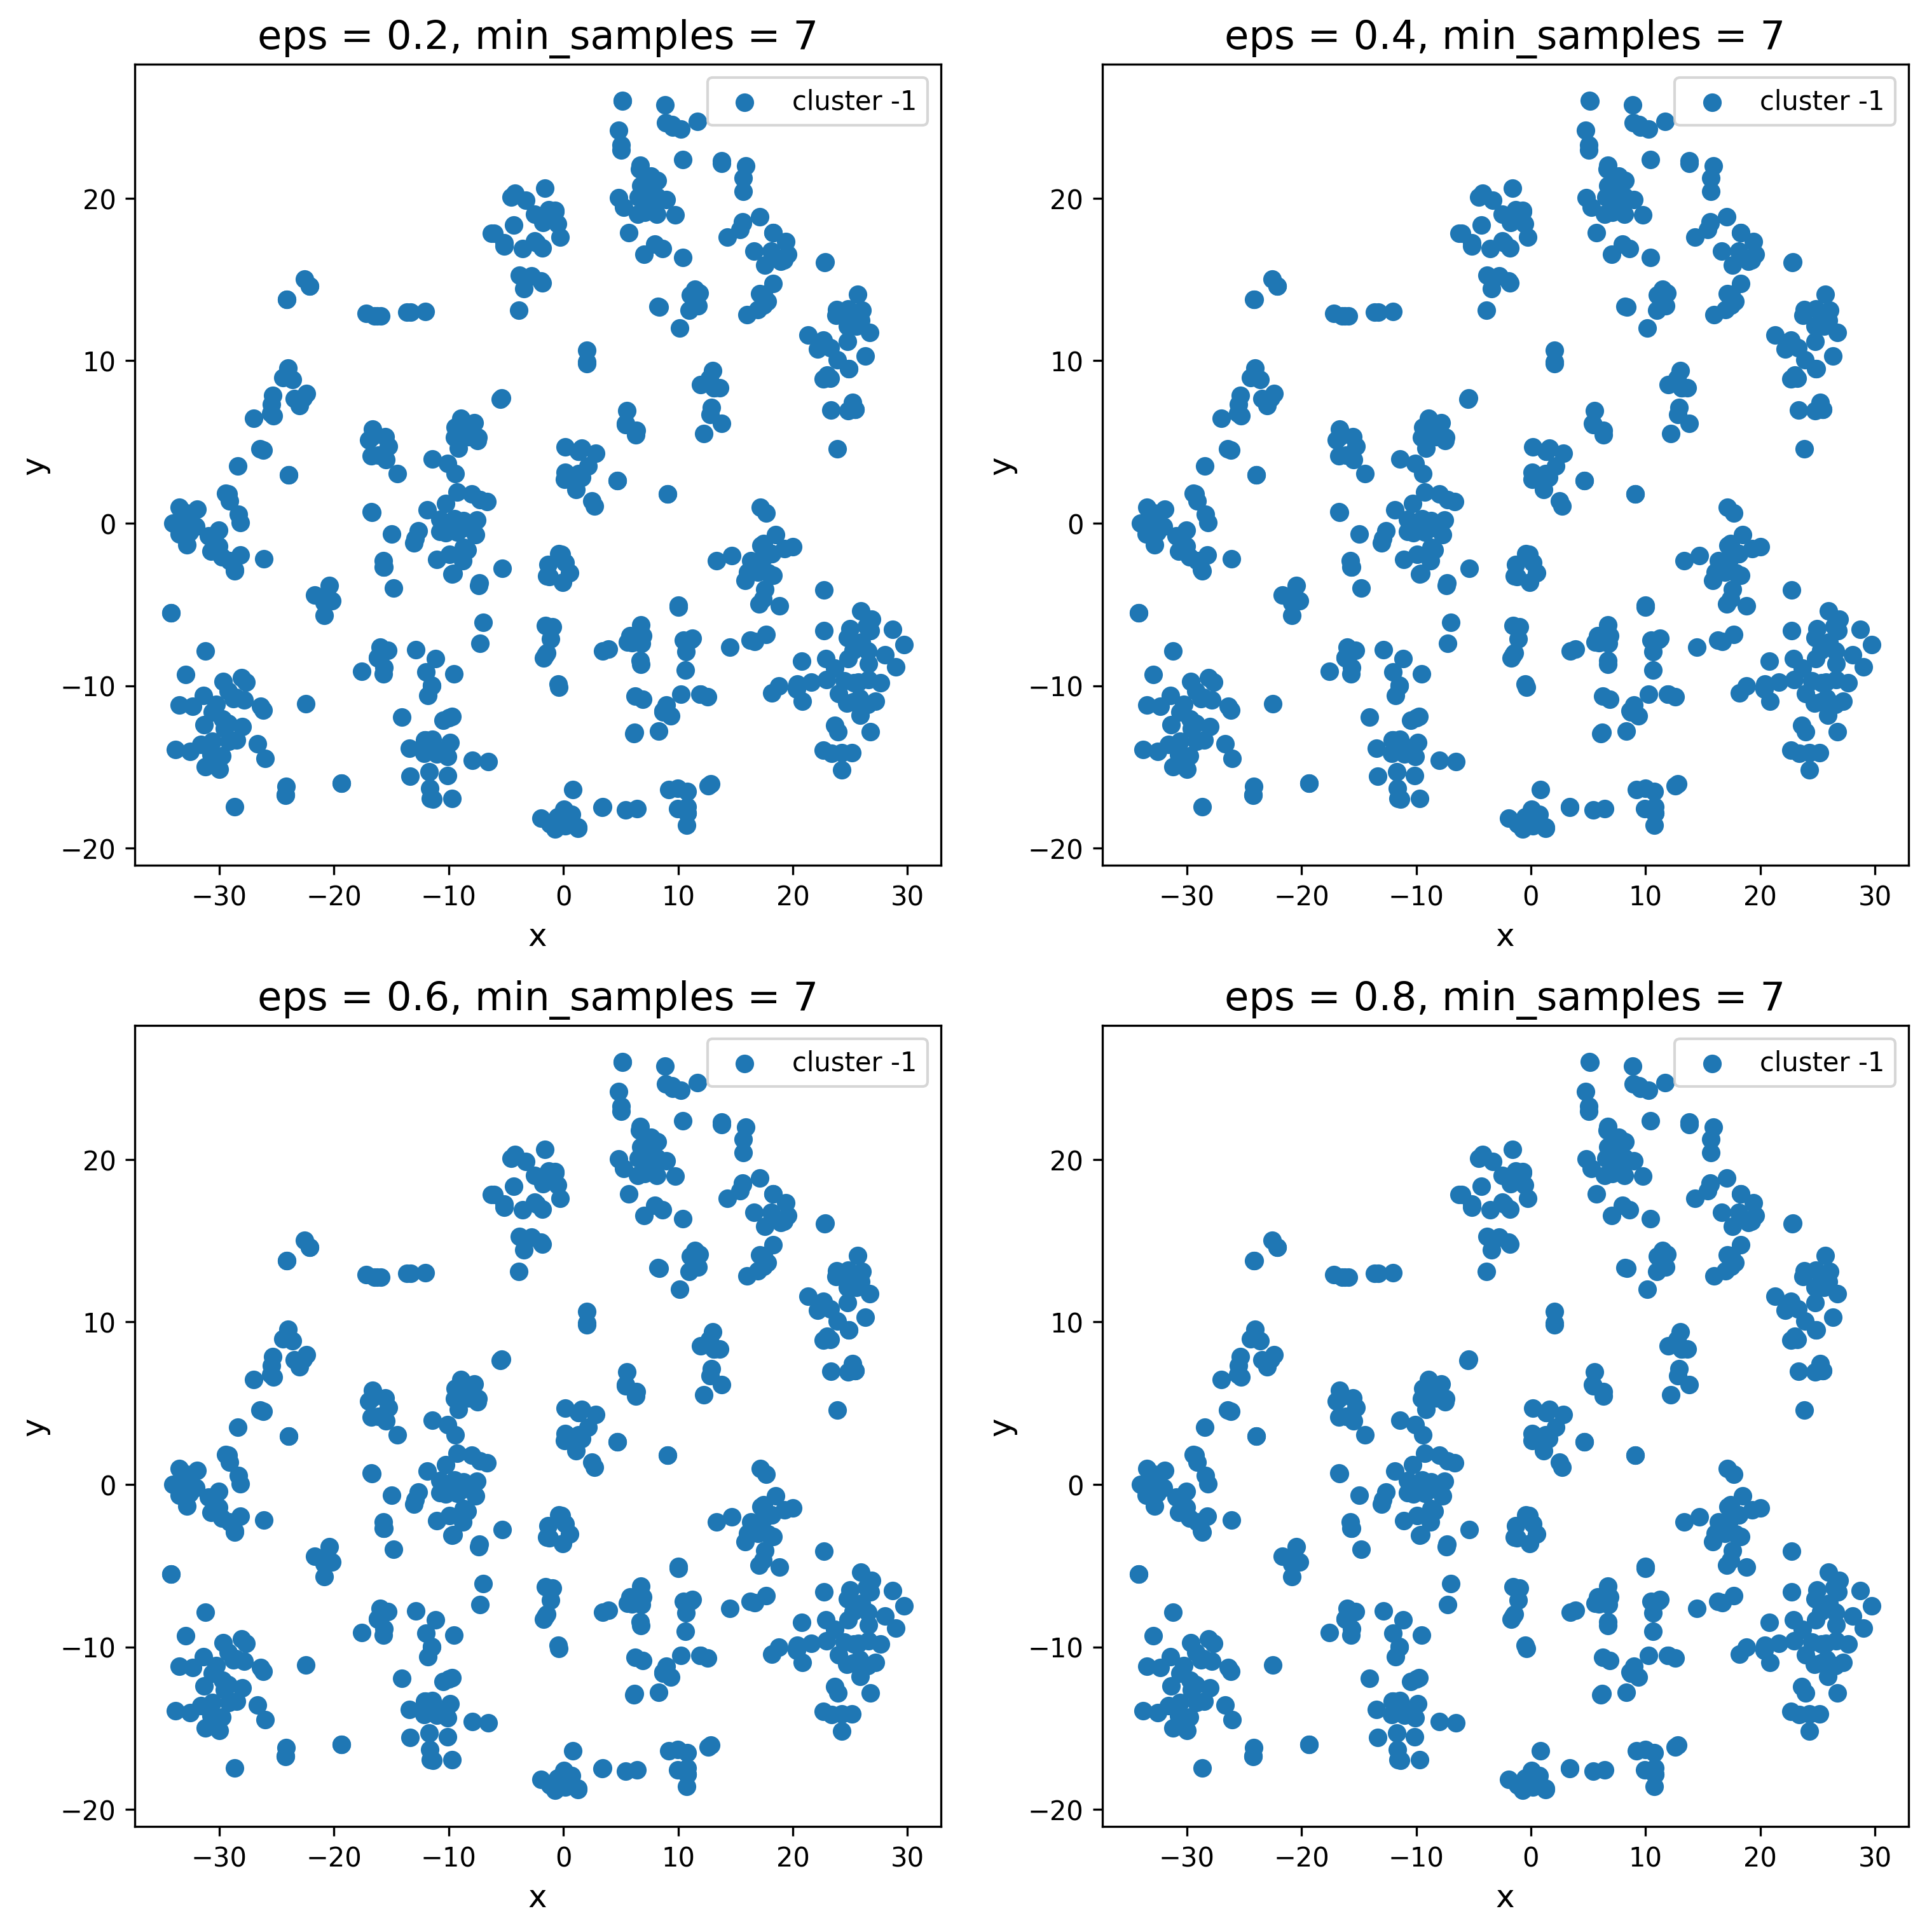 eps = 0.2, min_samples = 7
cluster -1
20
10
0
−10
−20
y
−30 −20 −10 0 10 20 30
x
eps = 0.4, min_samples = 7
cluster -1
20
10
0
−10
−20
y
−30 −20 −10 0 10 20 30
x
eps = 0.6, min_samples = 7
cluster -1
20
10
0
−10
−20
y
−30 −20 −10 0 10 20 30
x
eps = 0.8, min_samples = 7
cluster -1
20
10
0
−10
−20
y
−30 −20 −10 0 10 20 30
x